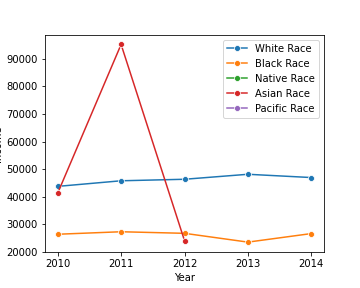 White Race
Black Race
Native Race
Asian Race
Pacific Race
90000
80000
70000
60000
50000
40000
30000
20000
2010
2011
2012
2013
2014
Year